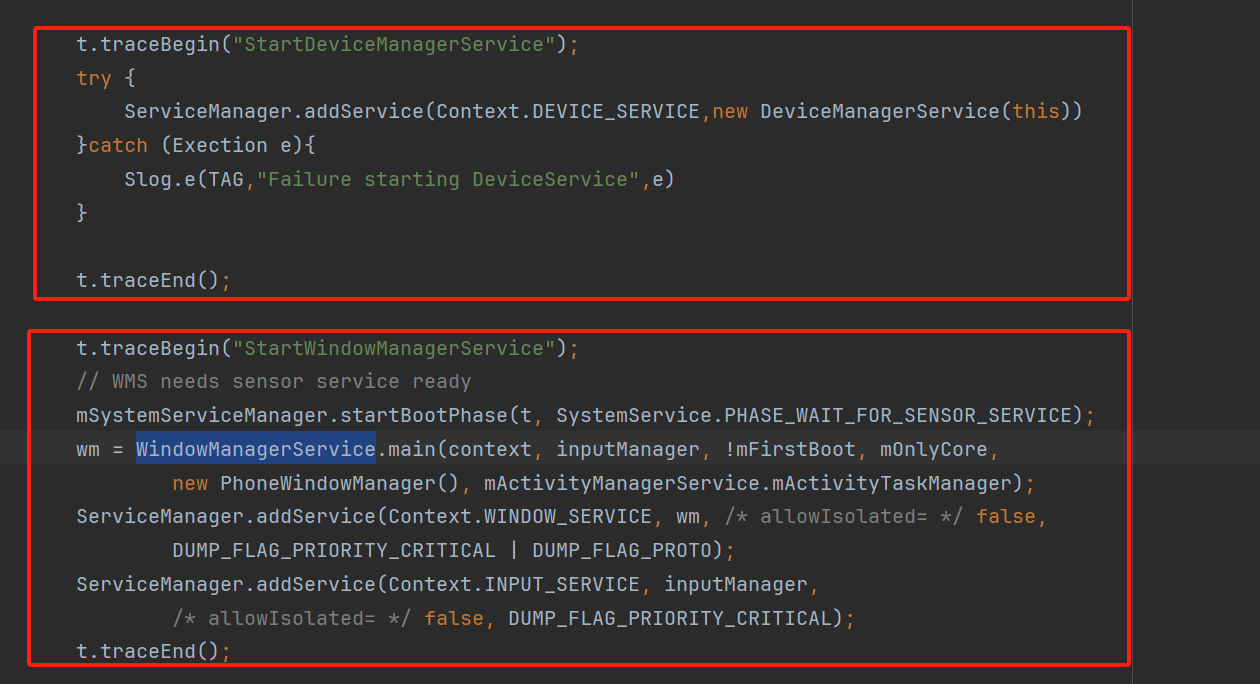 t.traceBegin("StartDeviceManagerService");
try {
ServiceManager.addService(Context.DEVICE_SERVICE,new DeviceManagerService(this))
}catch (Exection e){
Slog.e(TAG,"Failure starting DeviceService",e)
}
t.traceEnd();
t.traceBegin("StartWindowManagerService");
// WMS needs sensor service ready
mSystemServiceManager.startBootPhase(t, SystemService.PHASE_WAIT_FOR_SENSOR_SERVICE);
wm = WindowManagerService.main(context, inputManager, !mFirstBoot, mOnlyCore,
new PhoneWindowManager(), mActivityManagerService.mActivityTaskManager);
ServiceManager.addService(Context.WINDOW_SERVICE, wm, /* allowIsolated= */ false,
DUMP_FLAG_PRIORITY_CRITICAL | DUMP_FLAG_PROTO);
ServiceManager.addService(Context.INPUT_SERVICE, inputManager,
/* allowIsolated= */ false, DUMP_FLAG_PRIORITY_CRITICAL);
t.traceEnd();